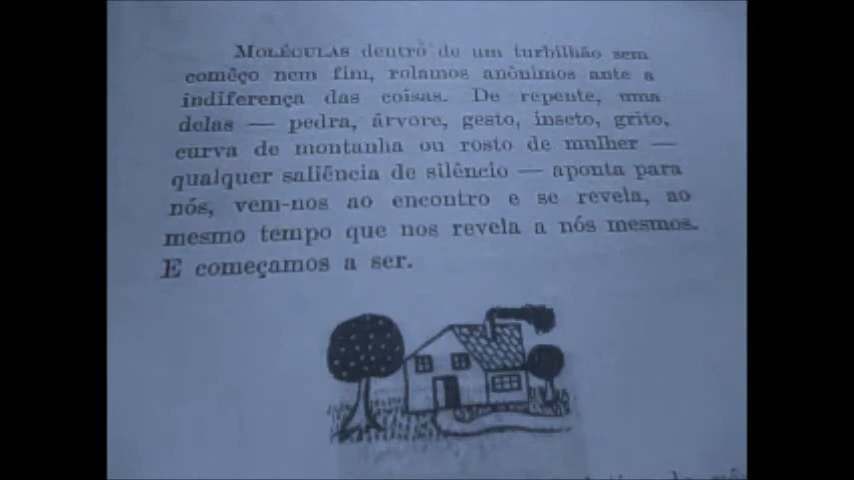 MOLÉCULAS dentro de um turbilhão sem
comêço nem fim, rolamos anônimos ante a
indiferença das coisas. De repente, uma
delas — pedra, árvore, gesto, inseto, grito,
curva de montanha ou rosto de mulher —
qualquer saliência de silêncio — aponta para
nós, vem-nos ao encontro e se revela, ao
mesmo tempo que nos revela a nós mesmos.
E começamos a ser.